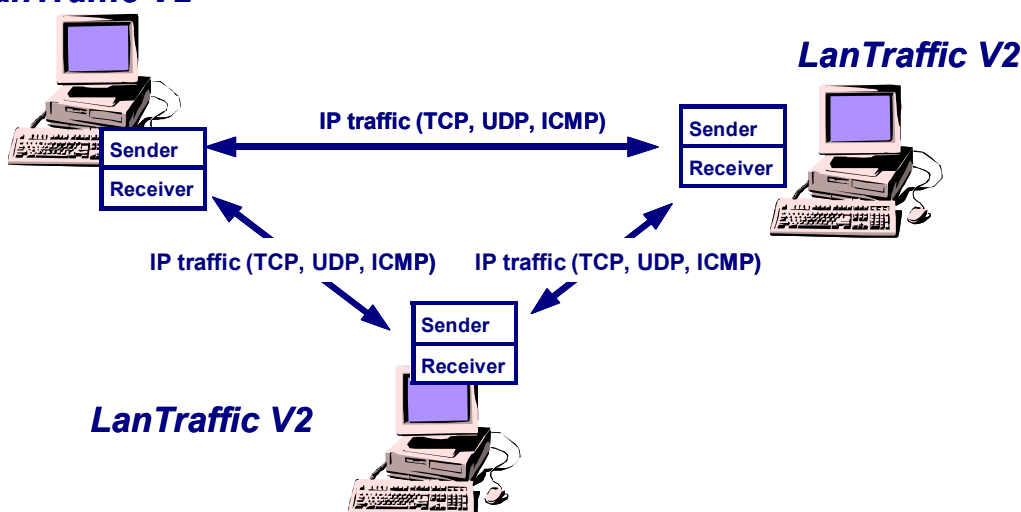 LanTraffic V2
IP traffic (TCP, UDP, ICMP)
Sender
Receiver
Sender
Receiver
IP traffic (TCP, UDP, ICMP)
IP traffic (TCP, UDP, ICMP)
Sender
Receiver
LanTraffic V2